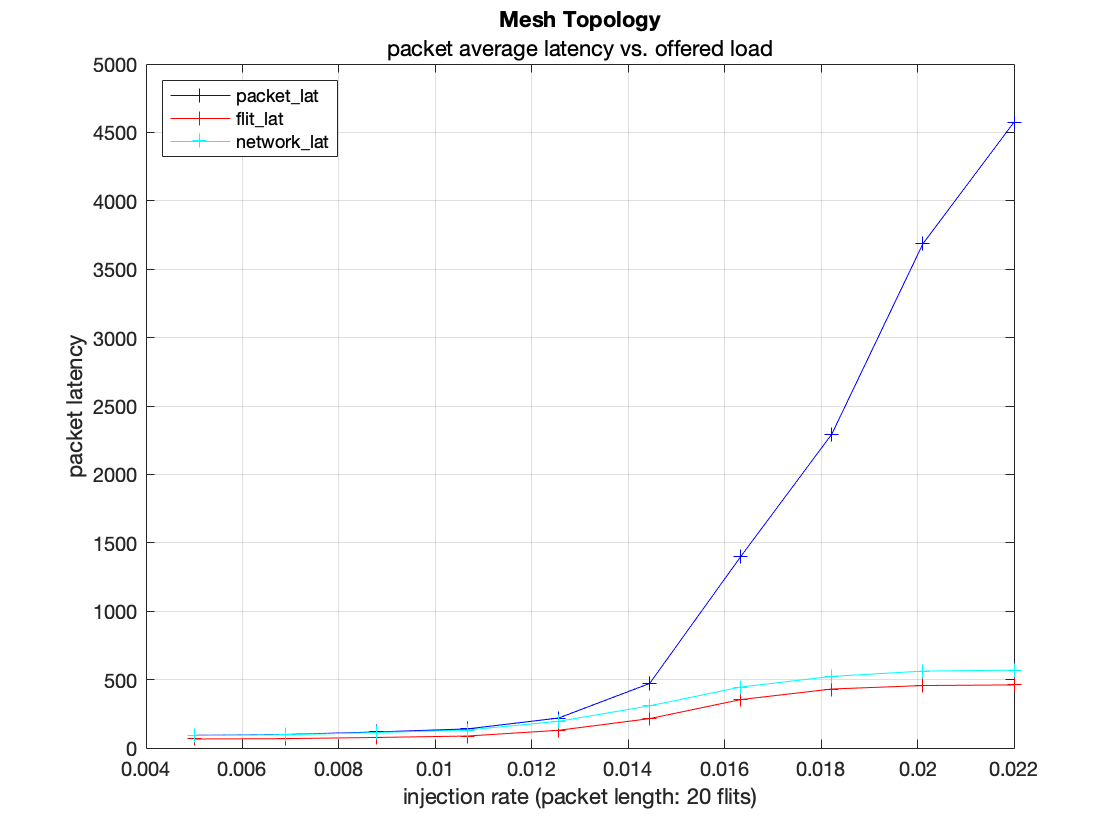 Mesh Topology
packet average latency vs. offered load
5000
4500
4000
3500
3000
2500
2000
1500
1000
500
0
packet latency
packet_lat
flit_lat
network_lat
0.004 0.006 0.008 0.01 0.012 0.014 0.016 0.018 0.02 0.022
injection rate (packet length: 20 flits)